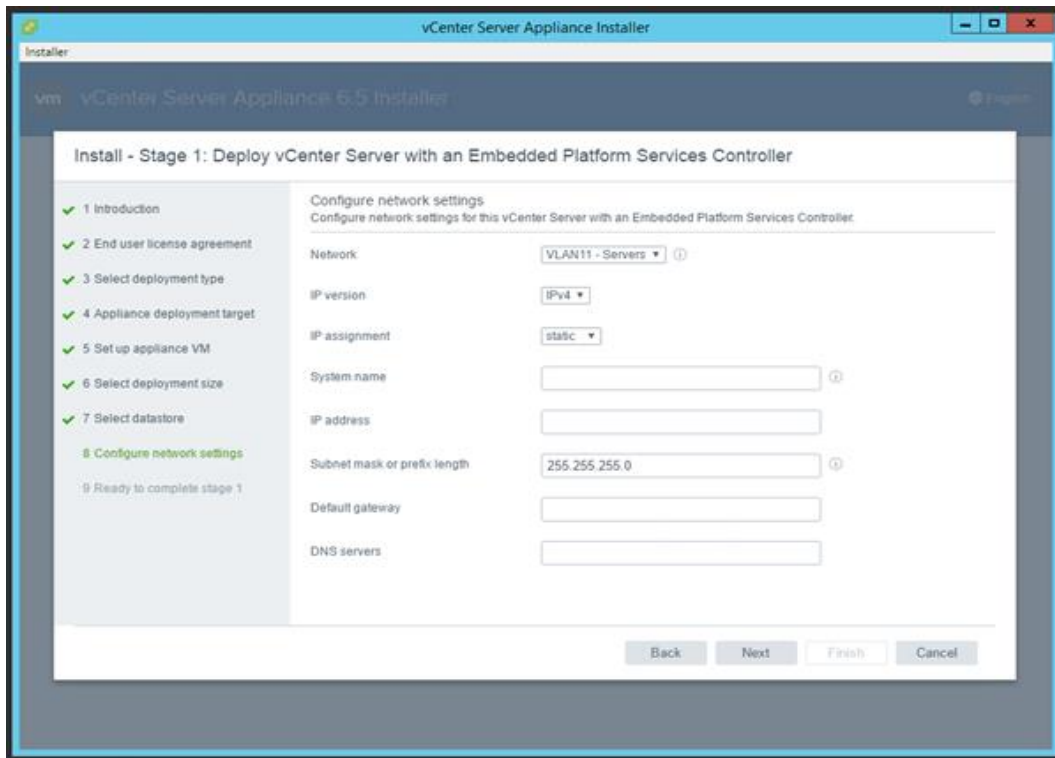 vCenter Server Appliance Installer
Installer
vm vCenter Server Appliance 6.5 Installer English
Install - Stage 1: Deploy vCenter Server with an Embedded Platform Services Controller
1 Introduction
2 End user license agreement
3 Select deployment type
4 Appliance deployment target
5 Set up appliance VM
6 Select deployment size
7 Select datastore
8 Configure network settings
9 Ready to complete stage 1
Configure network settings
Configure network settings for this vCenter Server with an Embedded Platform Services Controller.
Network VLAN11 - Servers
IP version IPv4
IP assignment static
System name
IP address
Subnet mask or prefix length 255.255.255.0
Default gateway
DNS servers
Back Next Finish Cancel